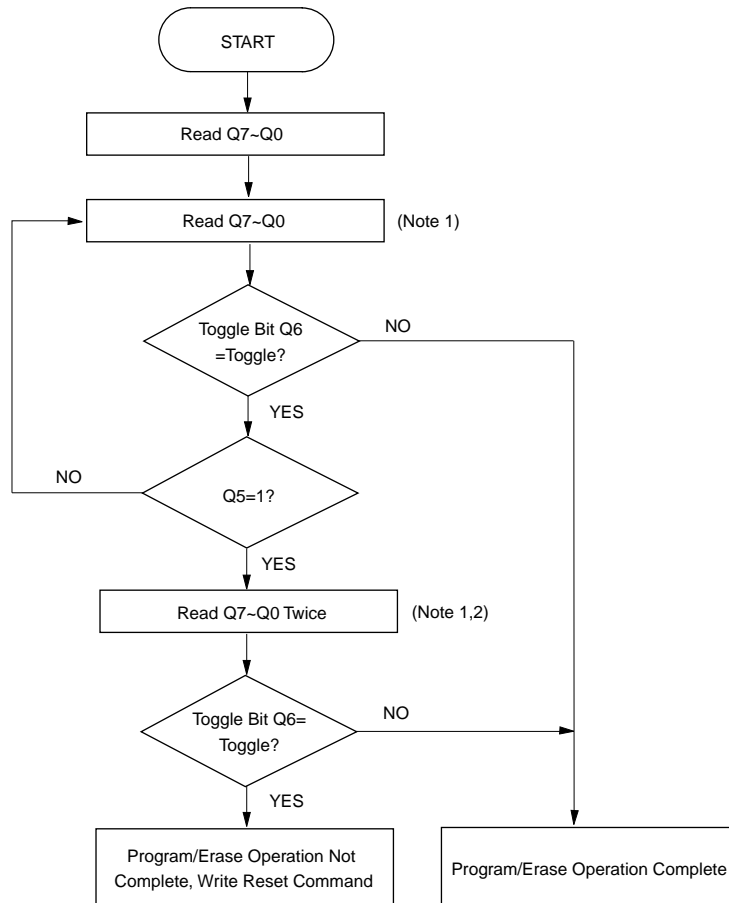 START
Read Q7~Q0
Read Q7~Q0
(Note 1)
Toggle Bit Q6
=Toggle?
NO
YES
NO
Q5=1?
YES
Read Q7~Q0 Twice
(Note 1,2)
Toggle Bit Q6=
Toggle?
NO
YES
Program/Erase Operation Not
Complete, Write Reset Command
Program/Erase Operation Complete